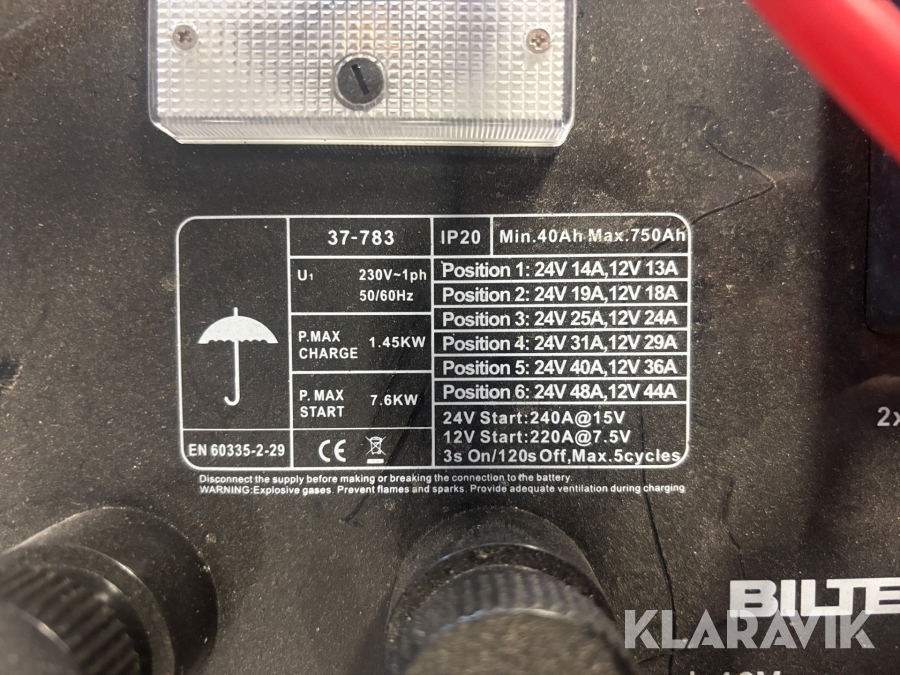 37-783
IP20
Min.40Ah Max.750Ah
U1 230V~1ph
50/60Hz
P.MAX
CHARGE 1.45KW
P.MAX
START 7.6KW
EN 60335-2-29
CE
Position 1: 24V 14A,12V 13A
Position 2: 24V 19A,12V 18A
Position 3: 24V 25A,12V 24A
Position 4: 24V 31A,12V 29A
Position 5: 24V 40A,12V 36A
Position 6: 24V 48A,12V 44A
24V Start:240A@15V
12V Start:220A@7.5V
3s On/120s Off,Max.5cycles
Disconnect the supply before making or breaking the connection to the battery.
WARNING:Explosive gases. Prevent flames and sparks. Provide adequate ventilation during charging
2x
BILTE
KLARAVIK